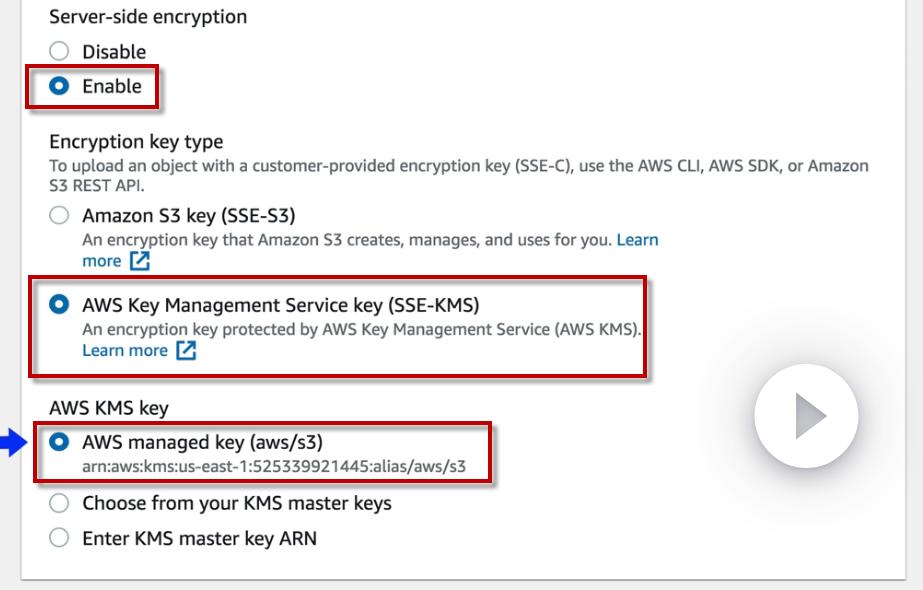 Server-side encryption
Disable
Enable
Encryption key type
To upload an object with a customer-provided encryption key (SSE-C), use the AWS CLI, AWS SDK, or Amazon
S3 REST API.
Amazon S3 key (SSE-S3)
An encryption key that Amazon S3 creates, manages, and uses for you. Learn
more
AWS Key Management Service key (SSE-KMS)
An encryption key protected by AWS Key Management Service (AWS KMS).
Learn more
AWS KMS key
AWS managed key (aws/s3)
arn:aws:kms:us-east-1:525339921445:alias/aws/s3
Choose from your KMS master keys
Enter KMS master key ARN